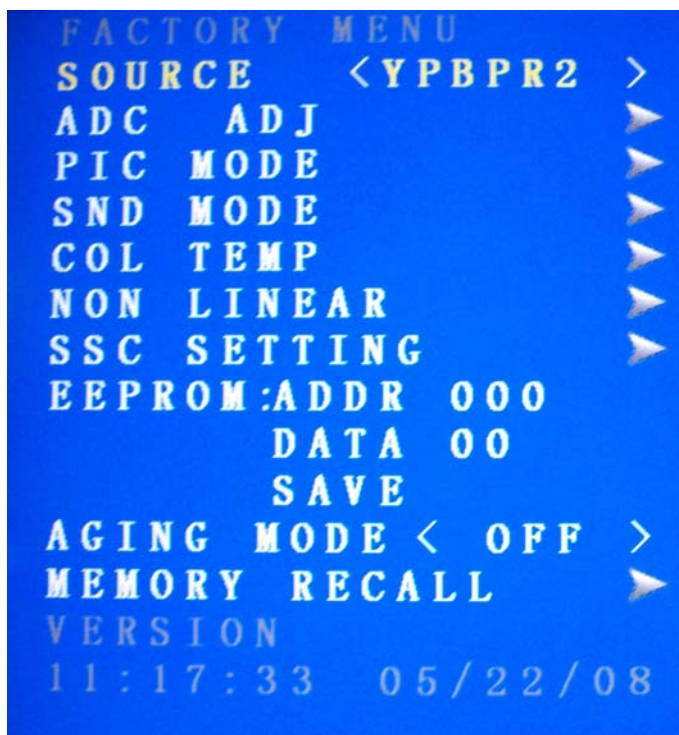 FACTORY MENU
SOURCE <YPBPR2 >
ADC ADJ
PIC MODE
SND MODE
COL TEMP
NON LINEAR
SSC SETTING
EEPROM:ADDR 000
DATA 00
SAVE
AGING MODE < OFF >
MEMORY RECALL
VERSION
11:17:33 05/22/08